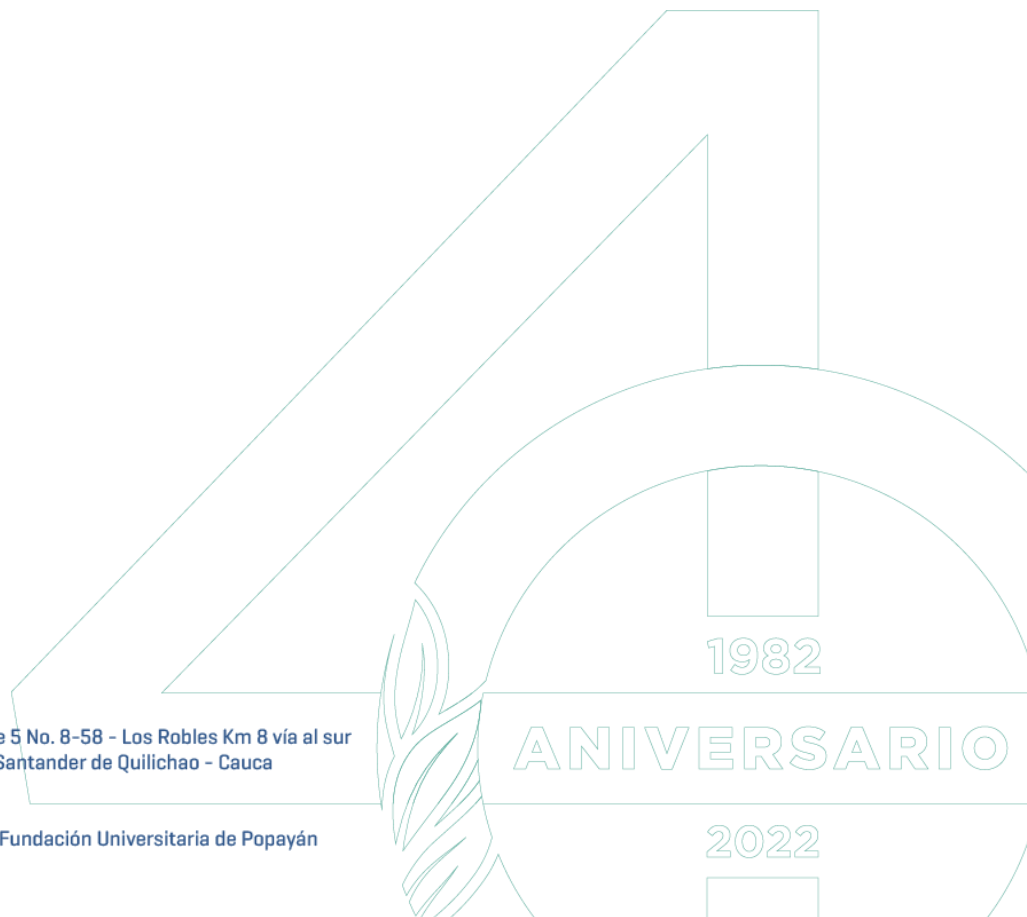 1982
e 5 No. 8-58 - Los Robles Km 8 vía al sur
Santander de Quilichao - Cauca
ANIVERSARIO
Fundación Universitaria de Popayán
2022